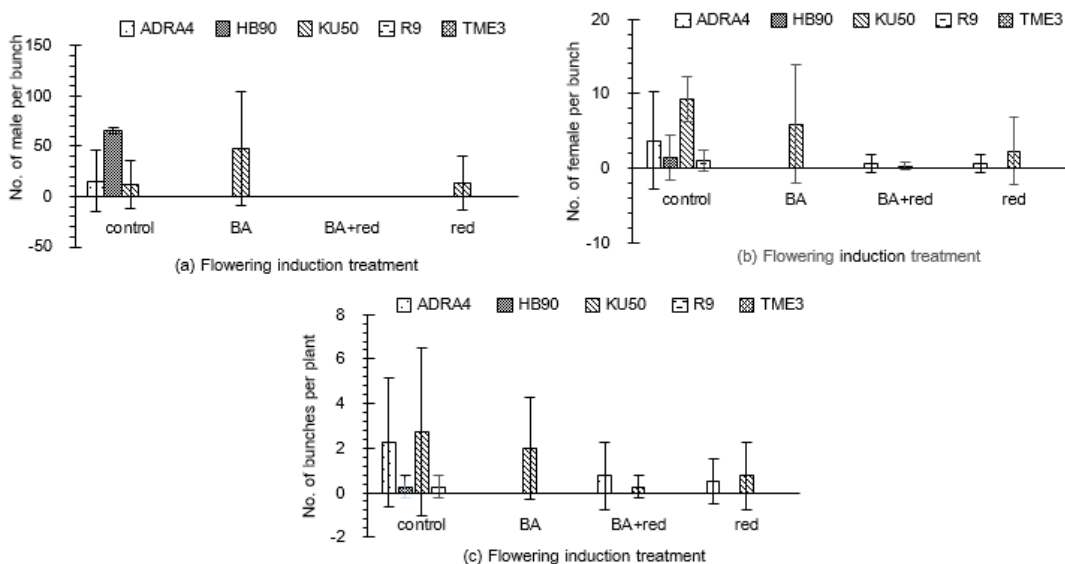 ADRA4 HB90 KU50 R9 TME3
No. of male per bunch
150
100
50
0
-50
control BA BA+red red
(a) Flowering induction treatment
ADRA4 HB90 KU50 R9 TME3
No. of female per bunch
20
10
0
-10
control BA BA+red red
(b) Flowering induction treatment
ADRA4 HB90 KU50 R9 TME3
No. of bunches per plant
8
6
4
2
0
-2
control BA BA+red red
(c) Flowering induction treatment